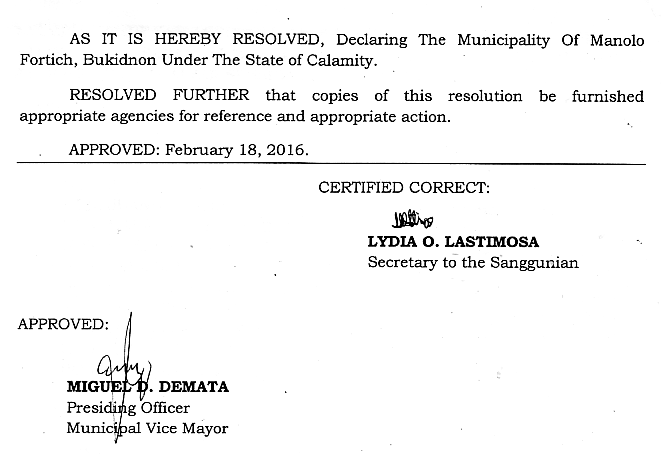 AS IT IS HEREBY RESOLVED, Declaring The Municipality Of Manolo
Fortich, Bukidnon Under The State of Calamity.
RESOLVED FURTHER that copies of this resolution be furnished
appropriate agencies for reference and appropriate action.
APPROVED: February 18, 2016.
CERTIFIED CORRECT:
LYDIA O. LASTIMOSA
Secretary to the Sanggunian
APPROVED:
MIGUEL D. DEMATA
Presiding Officer
Municipal Vice Mayor